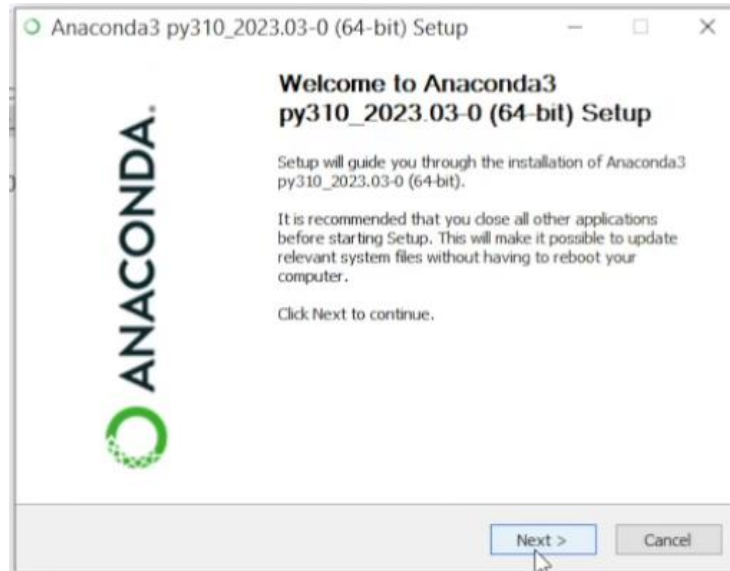 Anaconda3 py310_2023.03-0 (64-bit) Setup
ANACONDA.
Welcome to Anaconda3
py310_2023.03-0 (64-bit) Setup
Setup will guide you through the installation of Anaconda3
py310_2023.03-0 (64-bit).
It is recommended that you close all other applications
before starting Setup. This will make it possible to update
relevant system files without having to reboot your
computer.
Click Next to continue.
Next >
Cancel